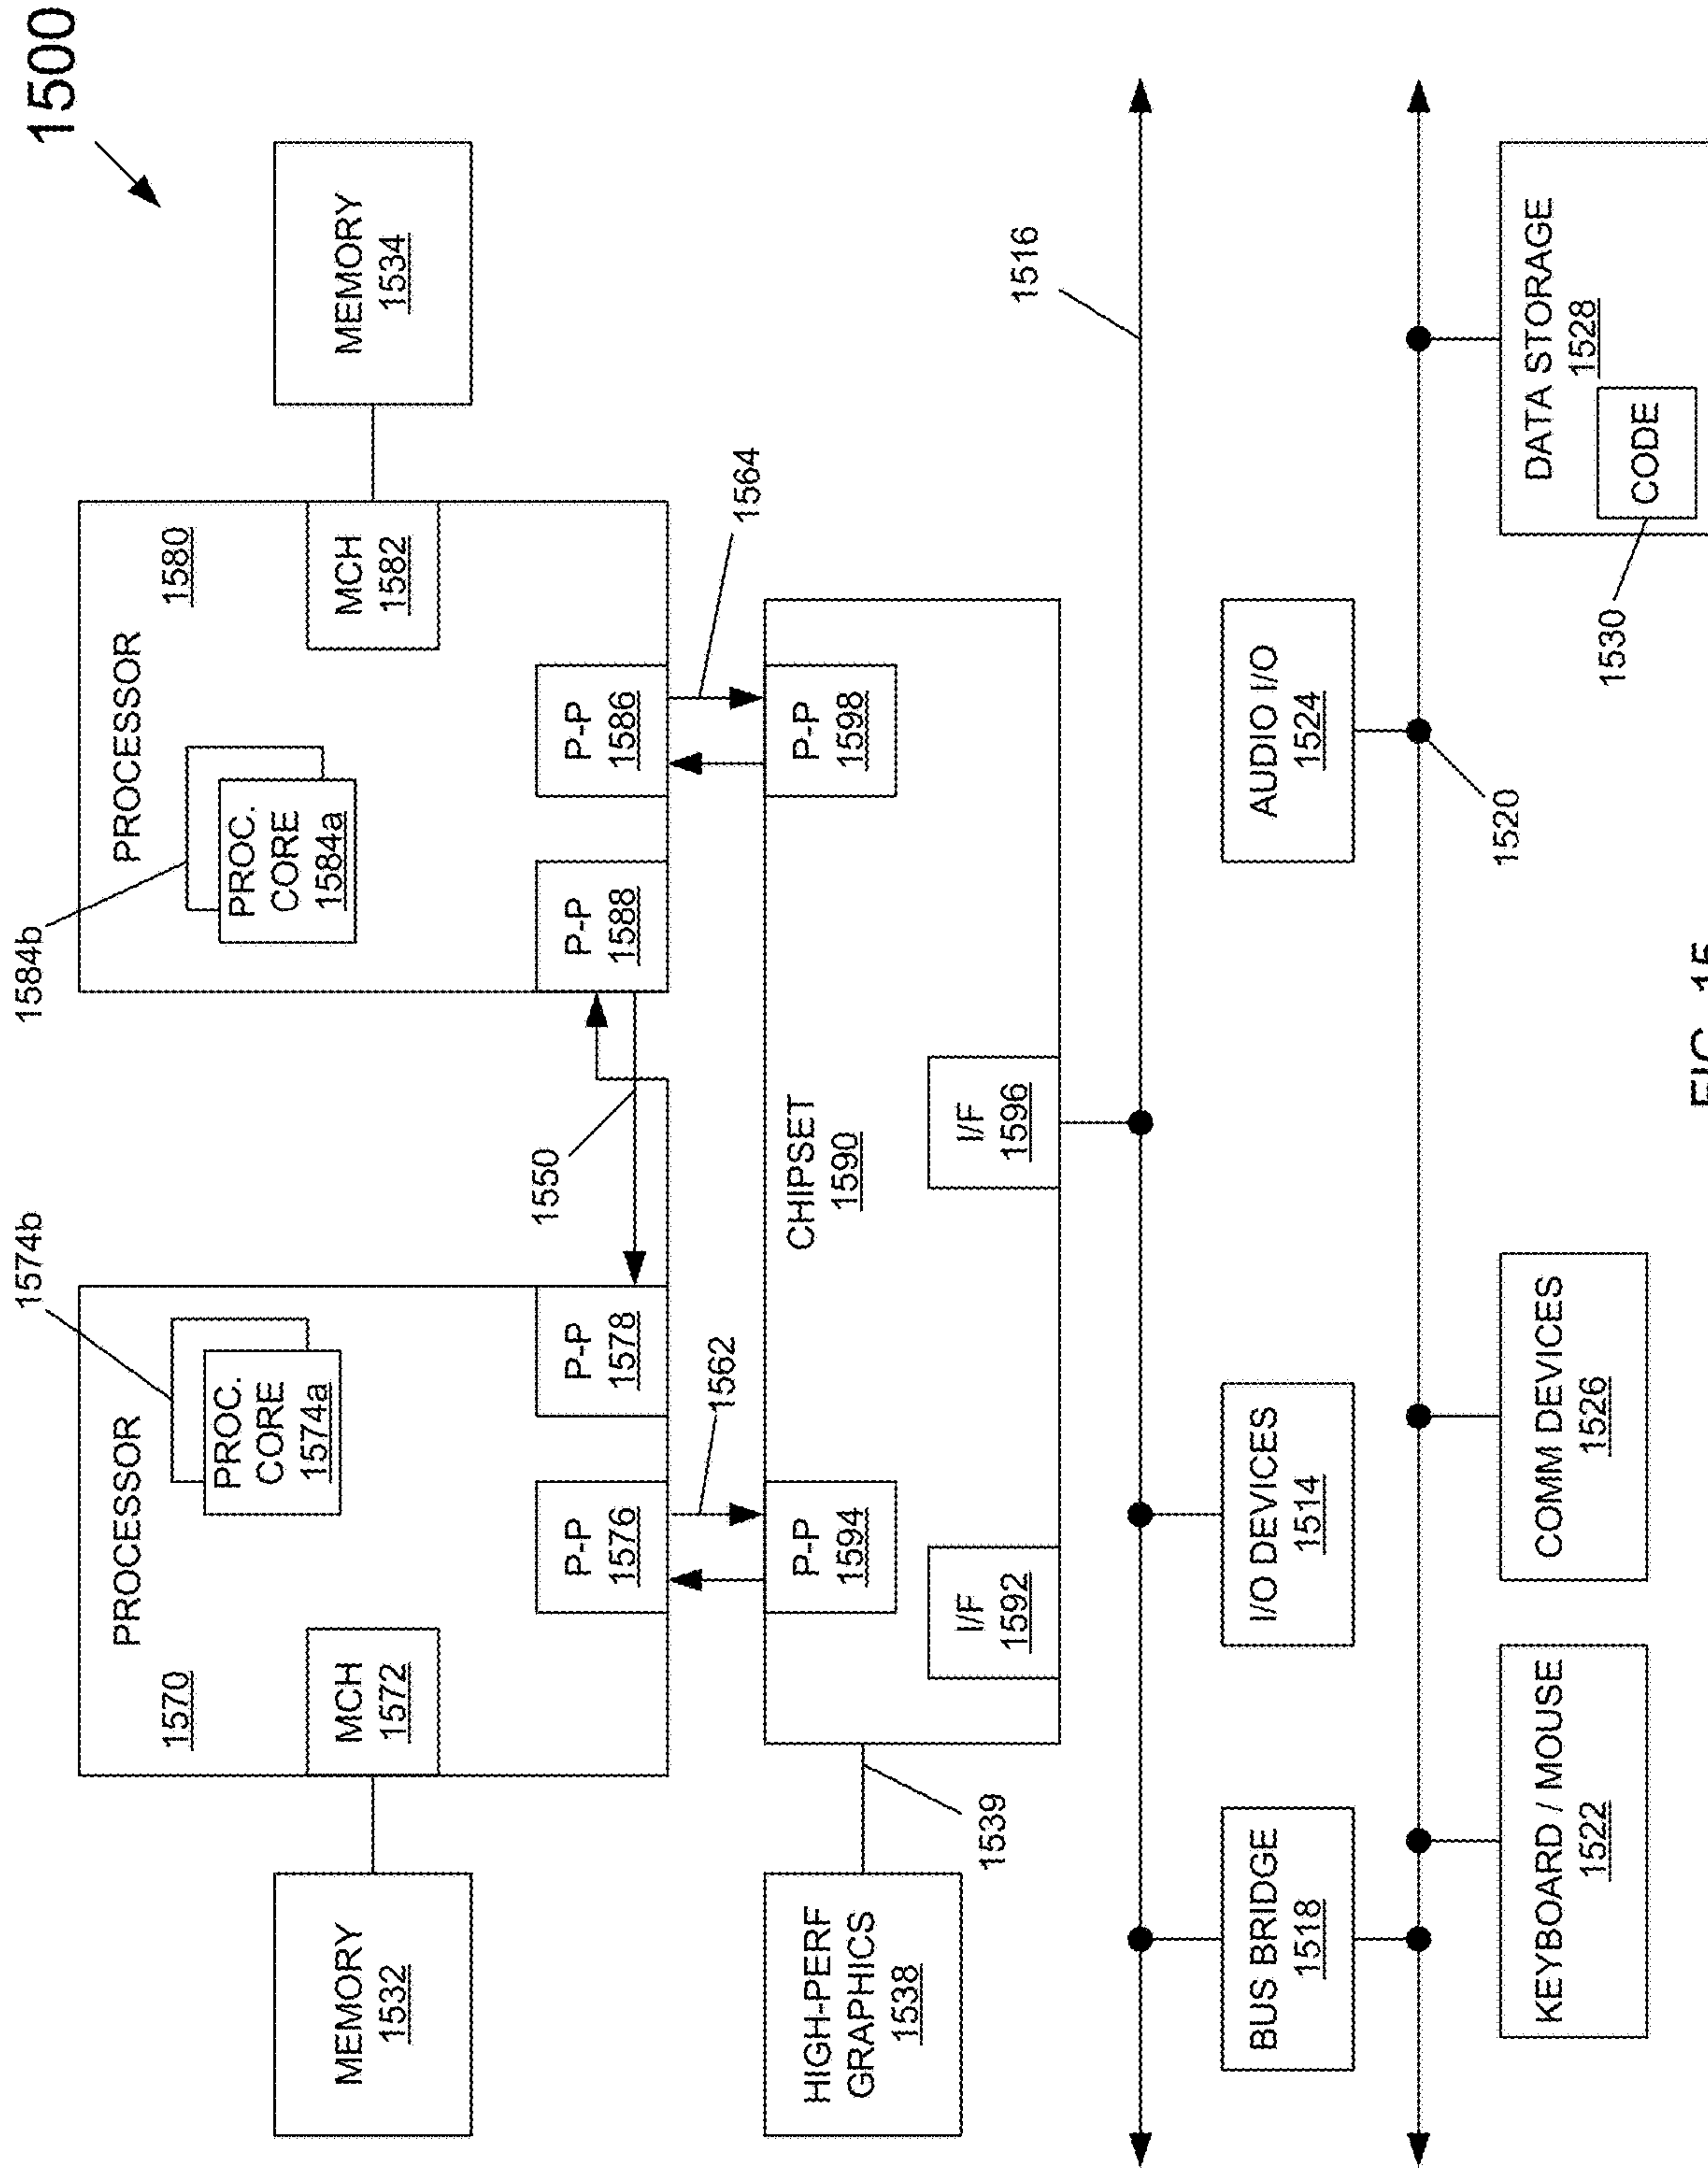 1500
1574b
1584b
PROCESSOR
1570
PROC.
CORE
1574a
PROCESSOR
1580
PROC.
CORE
1584a
MEMORY
1532
MCH
1572
MCH
1582
MEMORY
1534
1550
P-P
1576
P-P
1578
P-P
1588
P-P
1586
1562
1564
HIGH-PERF
GRAPHICS
1538
1539
P-P
1594
CHIPSET
1590
P-P
1598
I/F
1592
I/F
1596
1516
BUS BRIDGE
1518
I/O DEVICES
1514
AUDIO I/O
1524
1520
KEYBOARD / MOUSE
1522
COMM DEVICES
1526
DATA STORAGE
1528
CODE
1530
FIG. 15